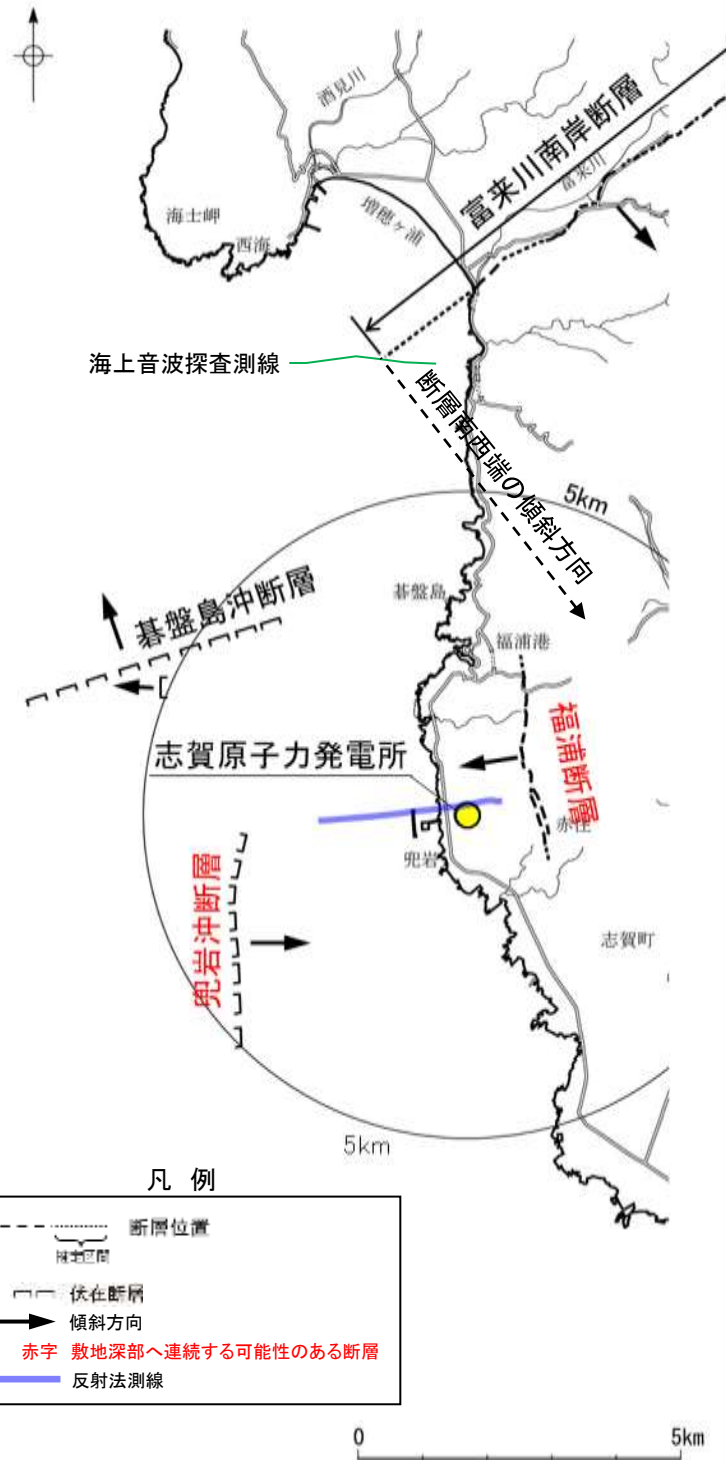 酒見川
富来川南岸断層
富来川
海士岬
西海
増穂ヶ浦
海上音波探査測線
断層南西端の傾斜方向
5km
碁盤島
碁盤島沖断層
福浦港
福浦断層
志賀原子力発電所
赤住
兜岩
兜岩沖断層
志賀町
5km
凡 例
断層位置
推定区間
伏在断層
傾斜方向
赤字 敷地深部へ連続する可能性のある断層
反射法測線
0 5km